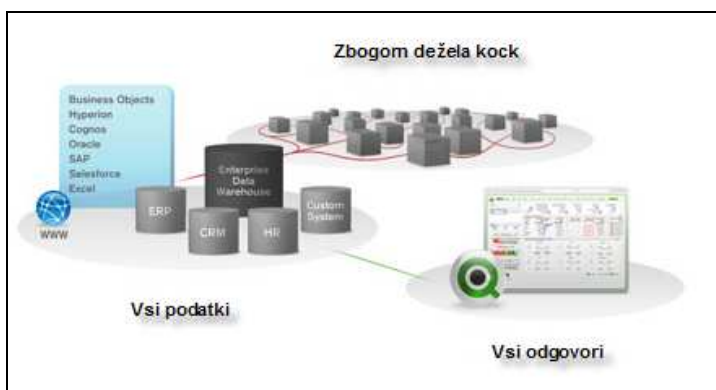 Zbogom dežela kock
Business Objects
Hyperion
Cognos
Oracle
SAP
Salesforce
Excel
Enterprise
Data
Warehouse
ERP
CRM
HR
Custom
System
WWW
Vsi podatki
Vsi odgovori